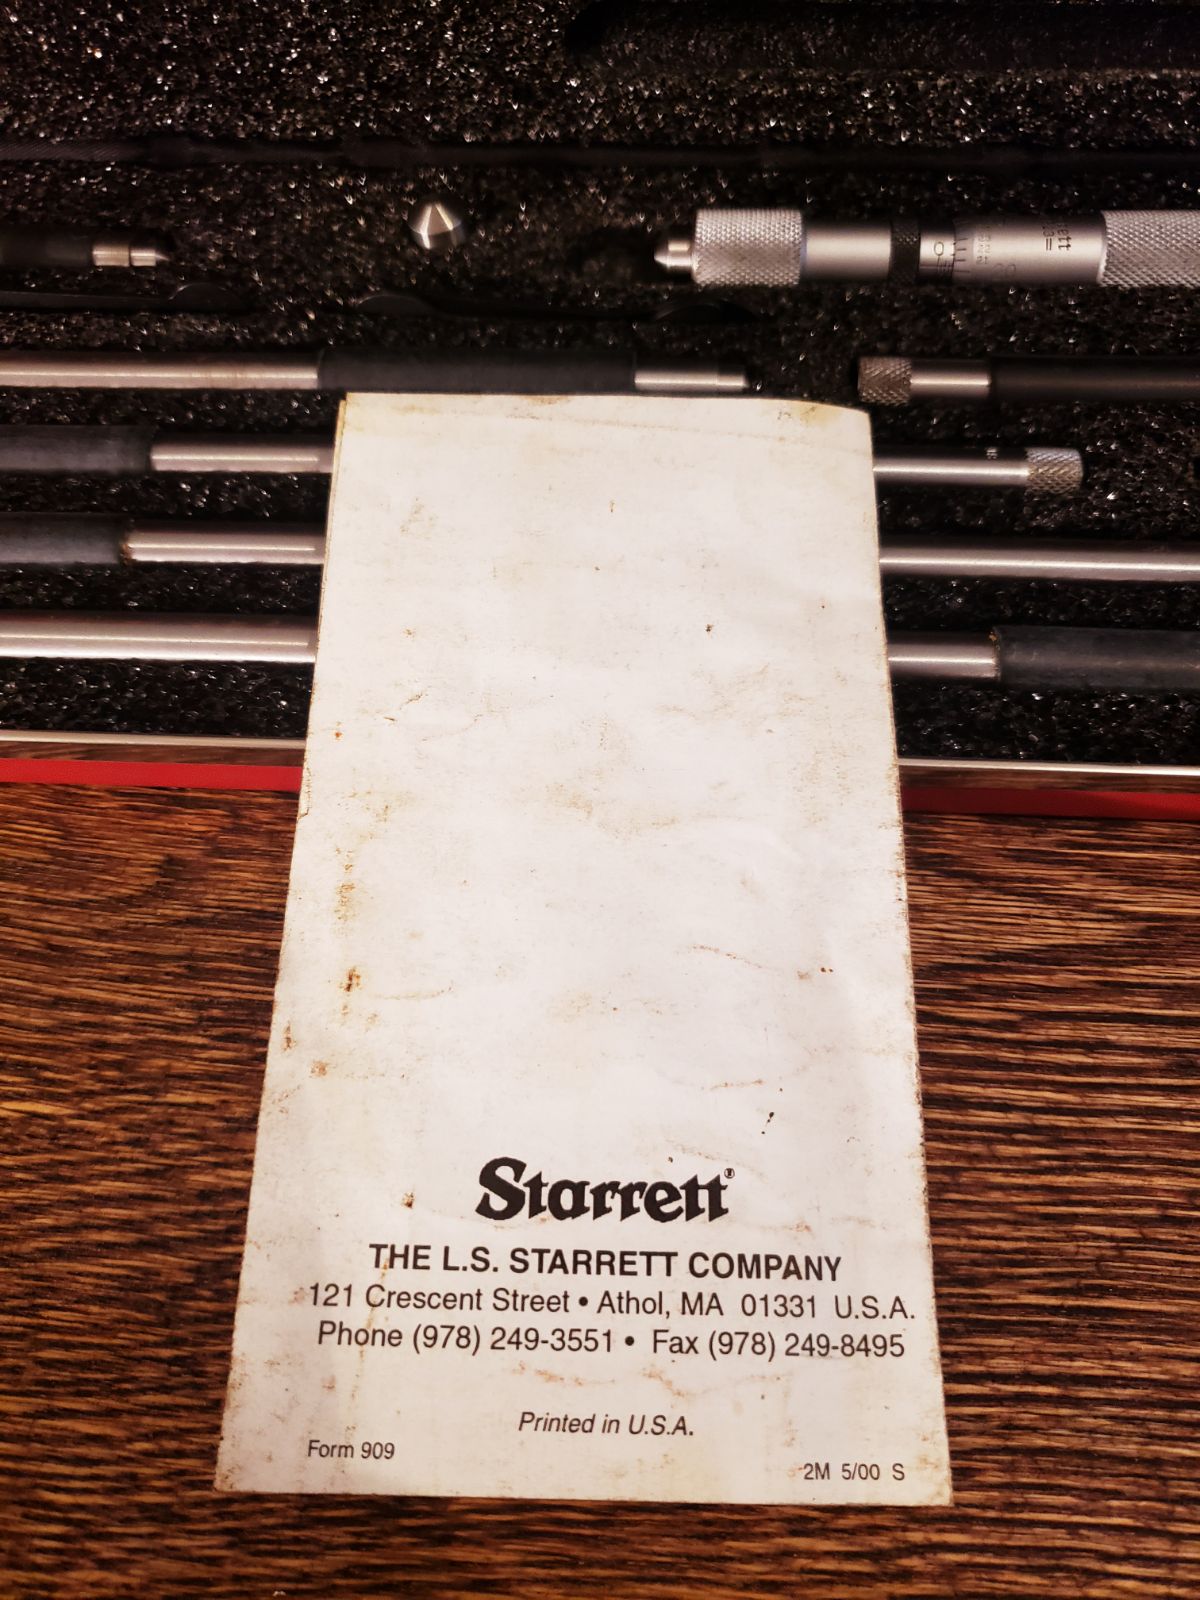 0
Starrett®
THE L.S. STARRETT COMPANY
121 Crescent Street • Athol, MA 01331 U.S.A.
Phone (978) 249-3551 • Fax (978) 249-8495
Printed in U.S.A.
Form 909
2M 5/00 S